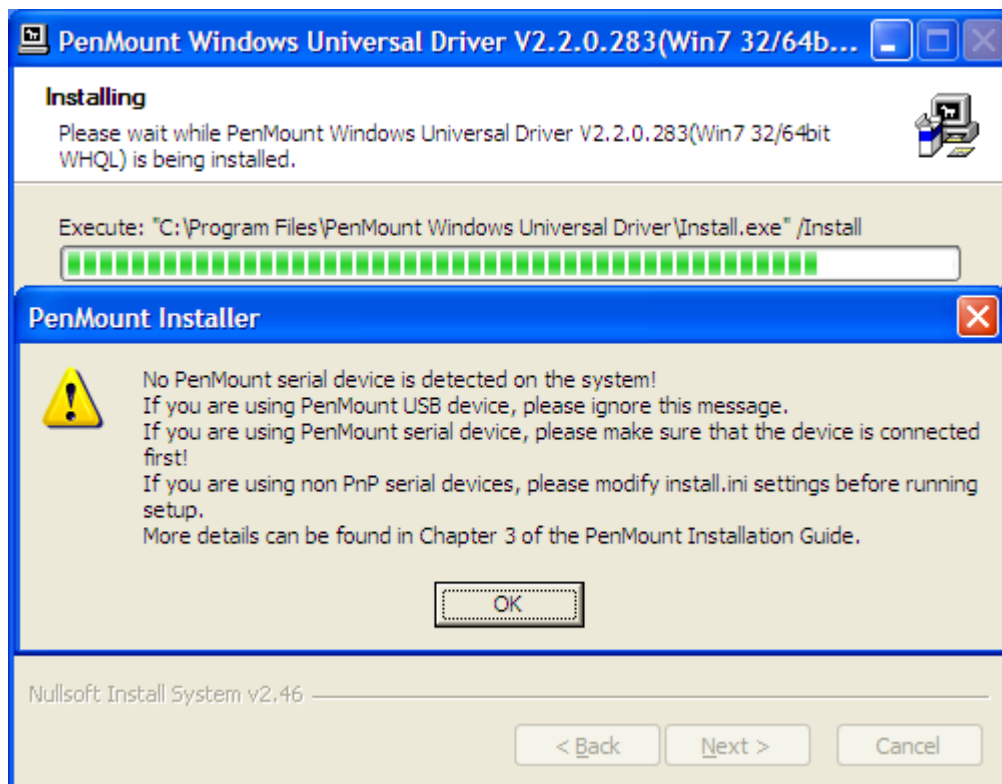 PenMount Windows Universal Driver V2.2.0.283(Win7 32/64b...
Installing
Please wait while PenMount Windows Universal Driver V2.2.0.283(Win7 32/64bit
WHQL) is being installed.
Execute: "C:\Program Files\PenMount Windows Universal Driver\Install.exe" /Install
PenMount Installer
No PenMount serial device is detected on the system!
If you are using PenMount USB device, please ignore this message.
If you are using PenMount serial device, please make sure that the device is connected
first!
If you are using non PnP serial devices, please modify install.ini settings before running
setup.
More details can be found in Chapter 3 of the PenMount Installation Guide.
OK
Nullsoft Install System v2.46
< Back Next > Cancel